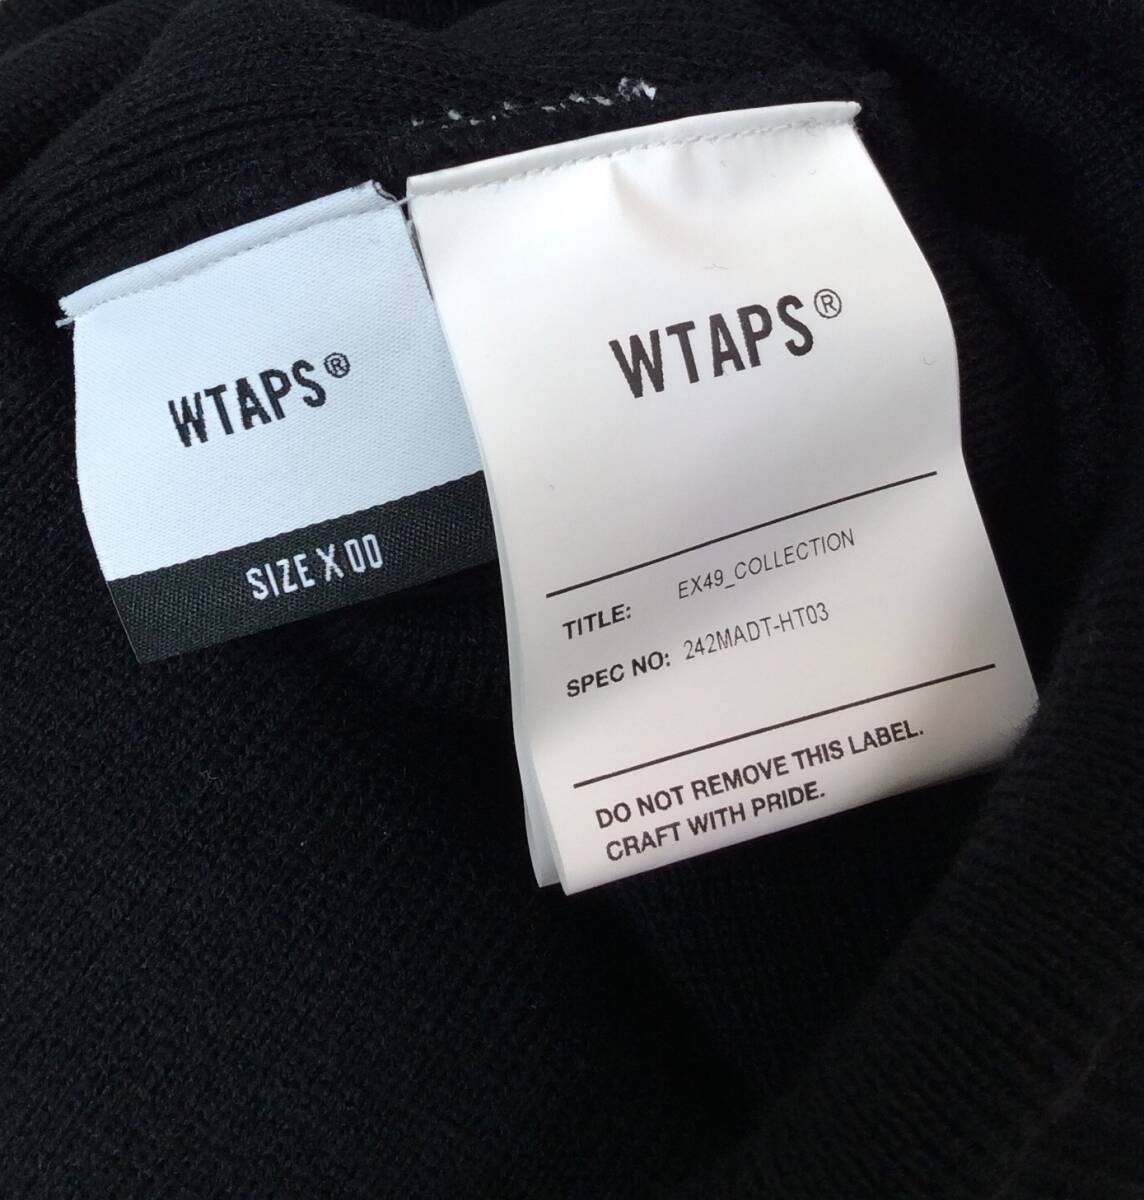 WTAPS®
SIZE X 00
WTAPS®
TITLE: EX49_COLLECTION
SPEC NO: 242MADT-HT03
DO NOT REMOVE THIS LABEL.
CRAFT WITH PRIDE.